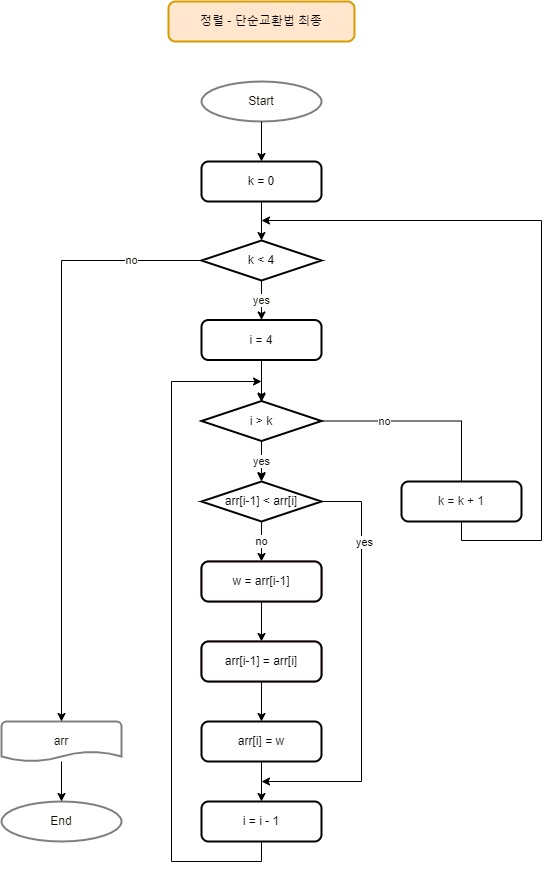 정렬 - 단순교환법 최종
Start
k = 0
k < 4
no
yes
i = 4
i > k
no
yes
k = k + 1
arr[i-1] < arr[i]
yes
no
w = arr[i-1]
arr[i-1] = arr[i]
arr[i] = w
arr
i = i - 1
End